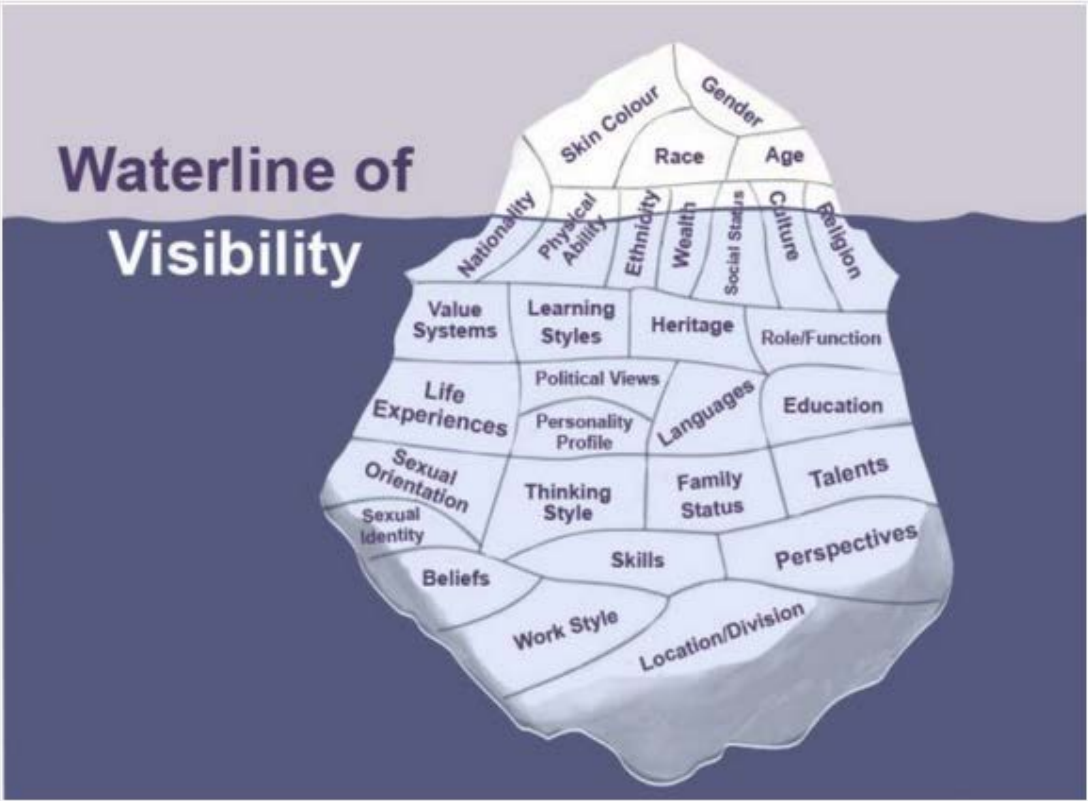 Waterline of
Visibility
Skin Colour
Gender
Race
Age
Nationality
Physical
Ability
Ethnicity
Wealth
Social Status
Culture
Religion
Value
Systems
Learning
Styles
Heritage
Role/Function
Life
Experiences
Political Views
Personality
Profile
Languages
Education
Sexual
Orientation
Thinking
Style
Family
Status
Talents
Sexual
Identity
Beliefs
Skills
Perspectives
Work Style
Location/Division